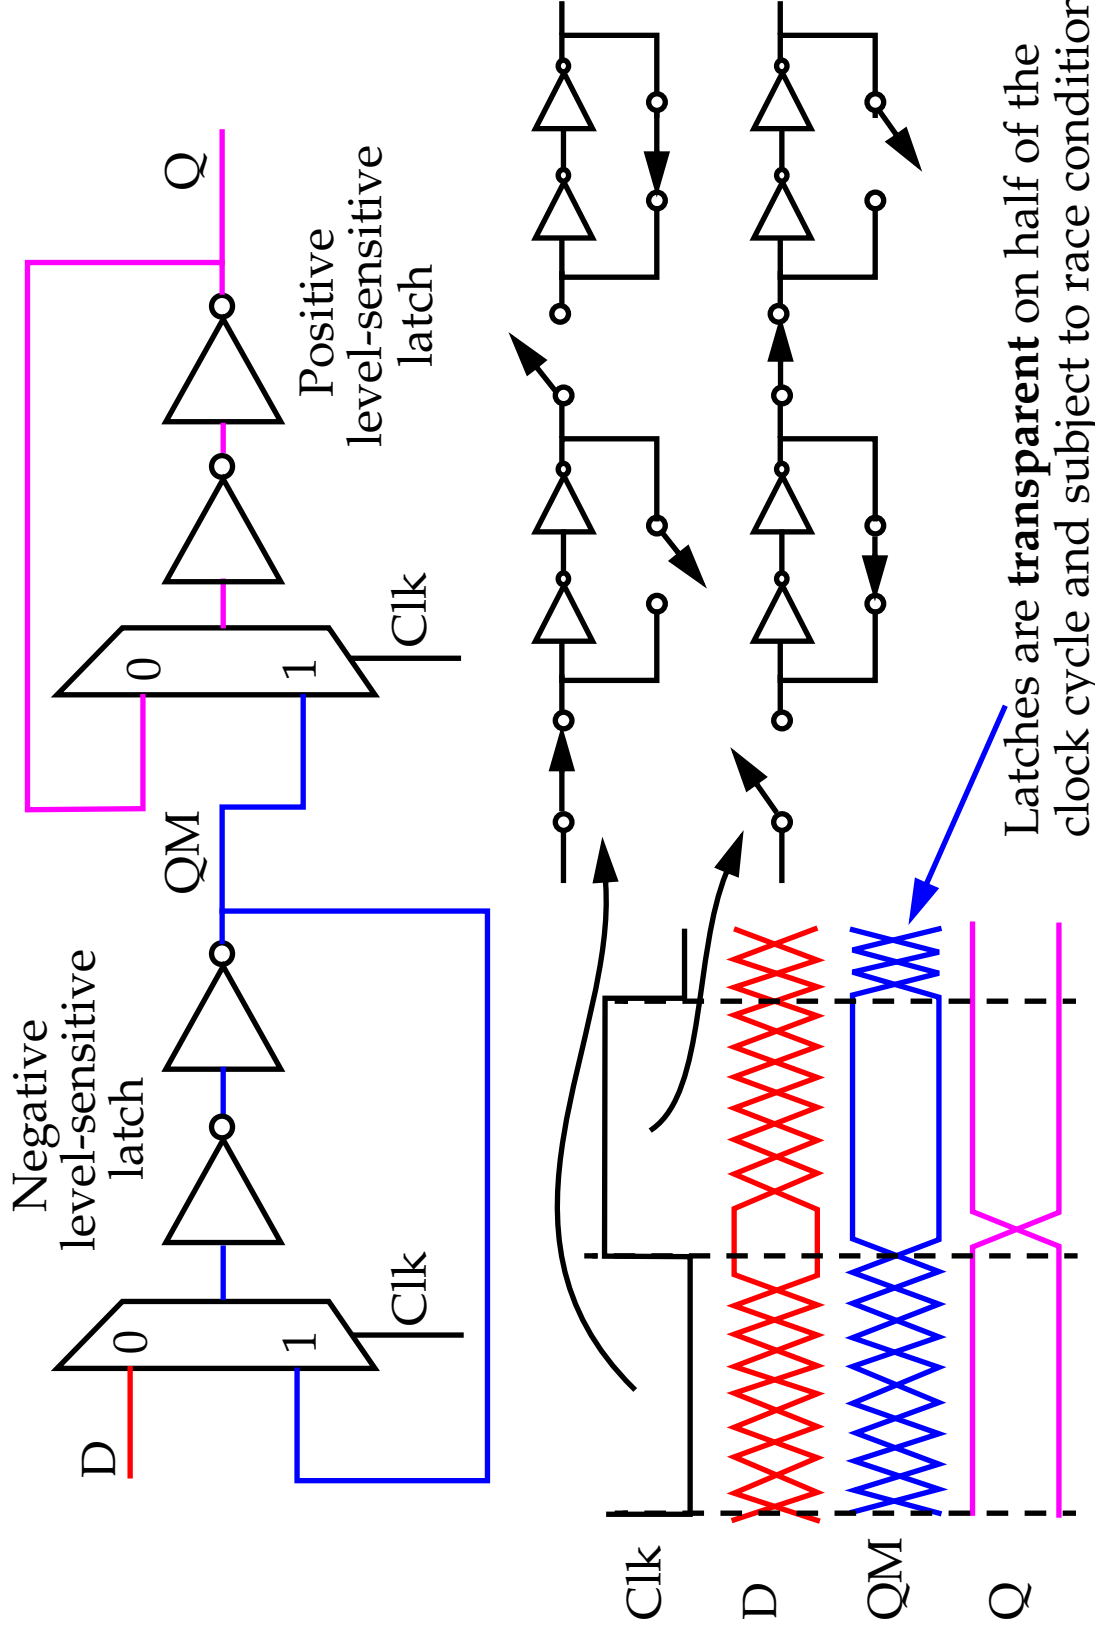 Negative
level-sensitive
latch
D
0
1
Clk
QM
Positive
level-sensitive
latch
0
1
Clk
Q
Clk
D
QM
Q
Latches are transparent on half of the
clock cycle and subject to race condition